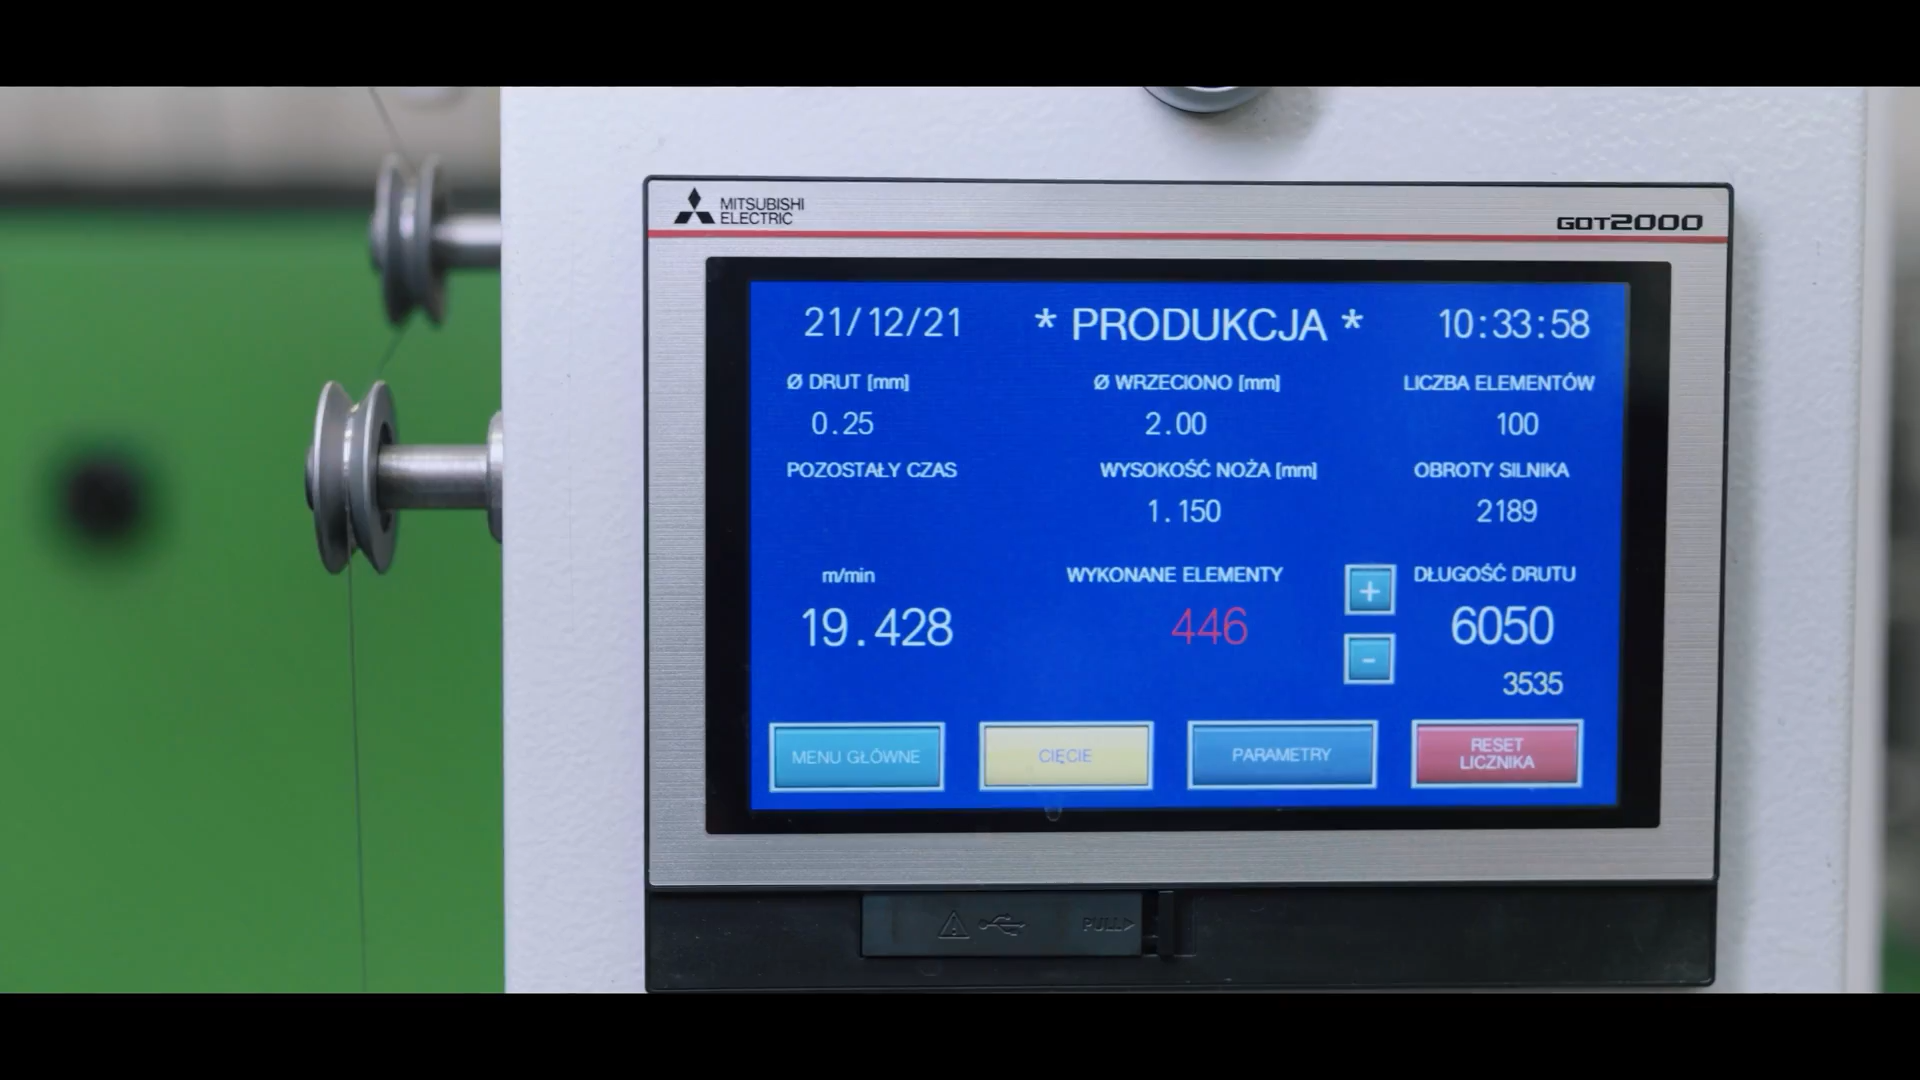 MITSUBISHI
ELECTRIC
GOT2000
21/12/21
* PRODUKCJA *
10:33:58
Ø DRUT [mm]
Ø WRZECIONO [mm]
LICZBA ELEMENTÓW
0.25
2.00
100
POZOSTAŁY CZAS
WYSOKOŚĆ NOŻA [mm]
OBROTY SILNIKA
1.150
2189
m/min
WYKONANE ELEMENTY
+
DŁUGOŚĆ DRUTU
19.428
446
6050
-
3535
MENU GŁÓWNE
CIĘCIE
PARAMETRY
RESET
LICZNIKA
PULL